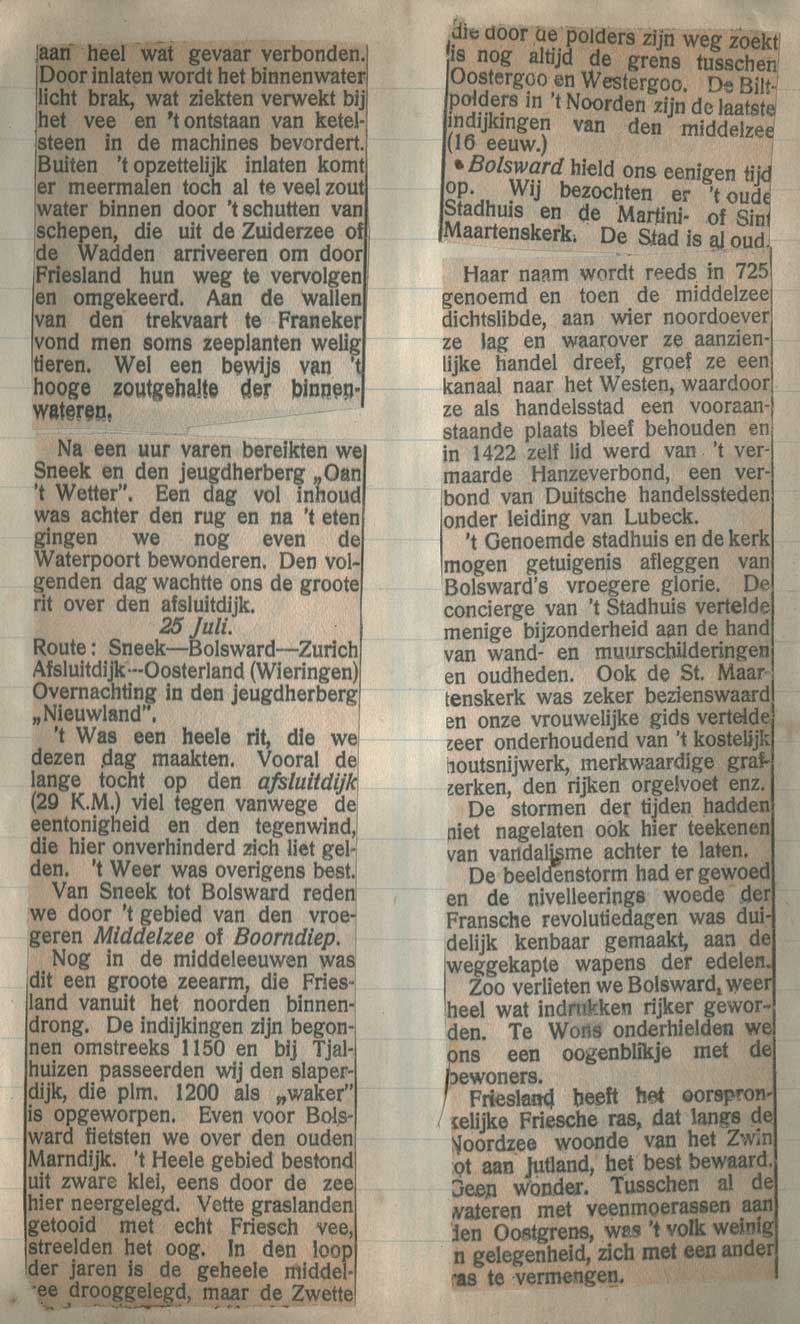 aan heel wat gevaar verbonden.
Door inlaten wordt het binnenwater
licht brak, wat ziekten verwekt bij
het vee en 't ontstaan van ketel-
steen in de machines bevordert.
Buiten 't opzettelijk inlaten komt
er meermalen toch al te veel zout
water binnen door 't schutten van
schepen, die uit de Zuiderzee of
de Wadden arriveeren om door
Friesland hun weg te vervolgen
en omgekeerd. Aan de wallen
van den trekvaart te Franeker
vond men soms zeeplanten welig
tieren. Wel een bewijs van 't
hooge zoutgehalte der binnen-
wateren.
Na een uur varen bereikten we
Sneek en den jeugdherberg „Oan
't Wetter". Een dag vol inhoud
was achter den rug en na 't eten
gingen we nog even de
Waterpoort bewonderen. Den vol-
genden dag wachtte ons de groote
rit over den afsluitdijk.
25 Juli.
Route: Sneek—Bolsward—Zurich
Afsluitdijk—Oosterland (Wieringen)
Overnachting in den jeugdherberg
„Nieuwland".
't Was een heele rit, die we
dezen dag maakten. Vooral de
lange tocht op den afsluitdijk
(29 K.M.) viel tegen vanwege de
eentonigheid en den tegenwind,
die hier onverhinderd zich liet gel-
den. 't Weer was overigens best.
Van Sneek tot Bolsward reden
we door 't gebied van den vroe-
geren Middelzee of Boorndiep.
Nog in de middeleeuwen was
dit een groote zeearm, die Fries-
land vanuit het noorden binnen-
drong. De indijkingen zijn begon-
nen omstreeks 1150 en bij Tjal-
huizen passeerden wij den slaper-
dijk, die plm. 1200 als „waker"
is opgeworpen. Even voor Bols-
ward fietsten we over den ouden
Marndijk. 't Heele gebied bestond
uit zware klei, eens door de zee
hier neergelegd. Vette graslanden
getooid met echt Friesch vee,
streelden het oog. In den loop
der jaren is de geheele middel-
ee drooggelegd, maar de Zwette
die door de polders zijn weg zoekt
is nog altijd de grens tusschen
Oostergoo en Westergoo. De Bilt-
polders in 't Noorden zijn de laatste
indijkingen van den middelzee
(16 eeuw.)
Bolsward hield ons eenigen tijd
op. Wij bezochten er 't oude
Stadhuis en de Martini- of Sint
Maartenskerk. De Stad is al oud.
Haar naam wordt reeds in 725
genoemd en toen de middelzee
dichtslibde, aan wier noordoever
ze lag en waarover ze aanzien-
lijke handel dreef, groef ze een
kanaal naar het Westen, waardoor
ze als handelsstad een vooraan-
staande plaats bleef behouden en
in 1422 zelf lid werd van 't ver-
maarde Hanzeverbond, een ver-
bond van Duitsche handelssteden
onder leiding van Lubeck.
't Genoemde stadhuis en de kerk
mogen getuigenis afleggen van
Bolsward's vroegere glorie. De
concierge van 't Stadhuis vertelde
menige bijzonderheid aan de hand
van wand- en muurschilderingen
en oudheden. Ook de St. Maar-
tenskerk was zeker bezienswaard
en onze vrouwelijke gids vertelde
zeer onderhoudend van 't kostelijk
houtsnijwerk, merkwaardige graf-
zerken, den rijken orgelvoet enz.
De stormen der tijden hadden
niet nagelaten ook hier teekenen
van vandalisme achter te laten.
De beeldenstorm had er gewoed
en de nivelleerings woede der
Fransche revolutiedagen was dui-
delijk kenbaar gemaakt, aan de
weggekapte wapens der edelen.
Zoo verlieten we Bolsward, weer
heel wat indrukken rijker gewor-
den. Te Wons onderhielden we
ons een oogenblikje met de
bewoners.
Friesland heeft het oorspron-
kelijke Friesche ras, dat langs de
Noordzee woonde van het Zwin
ot aan Jutland, het best bewaard.
Geen wonder. Tusschen al de
wateren met veenmoerassen aan
den Oostgrens, was 't volk weinig
n gelegenheid, zich met een ander
ras te vermengen.